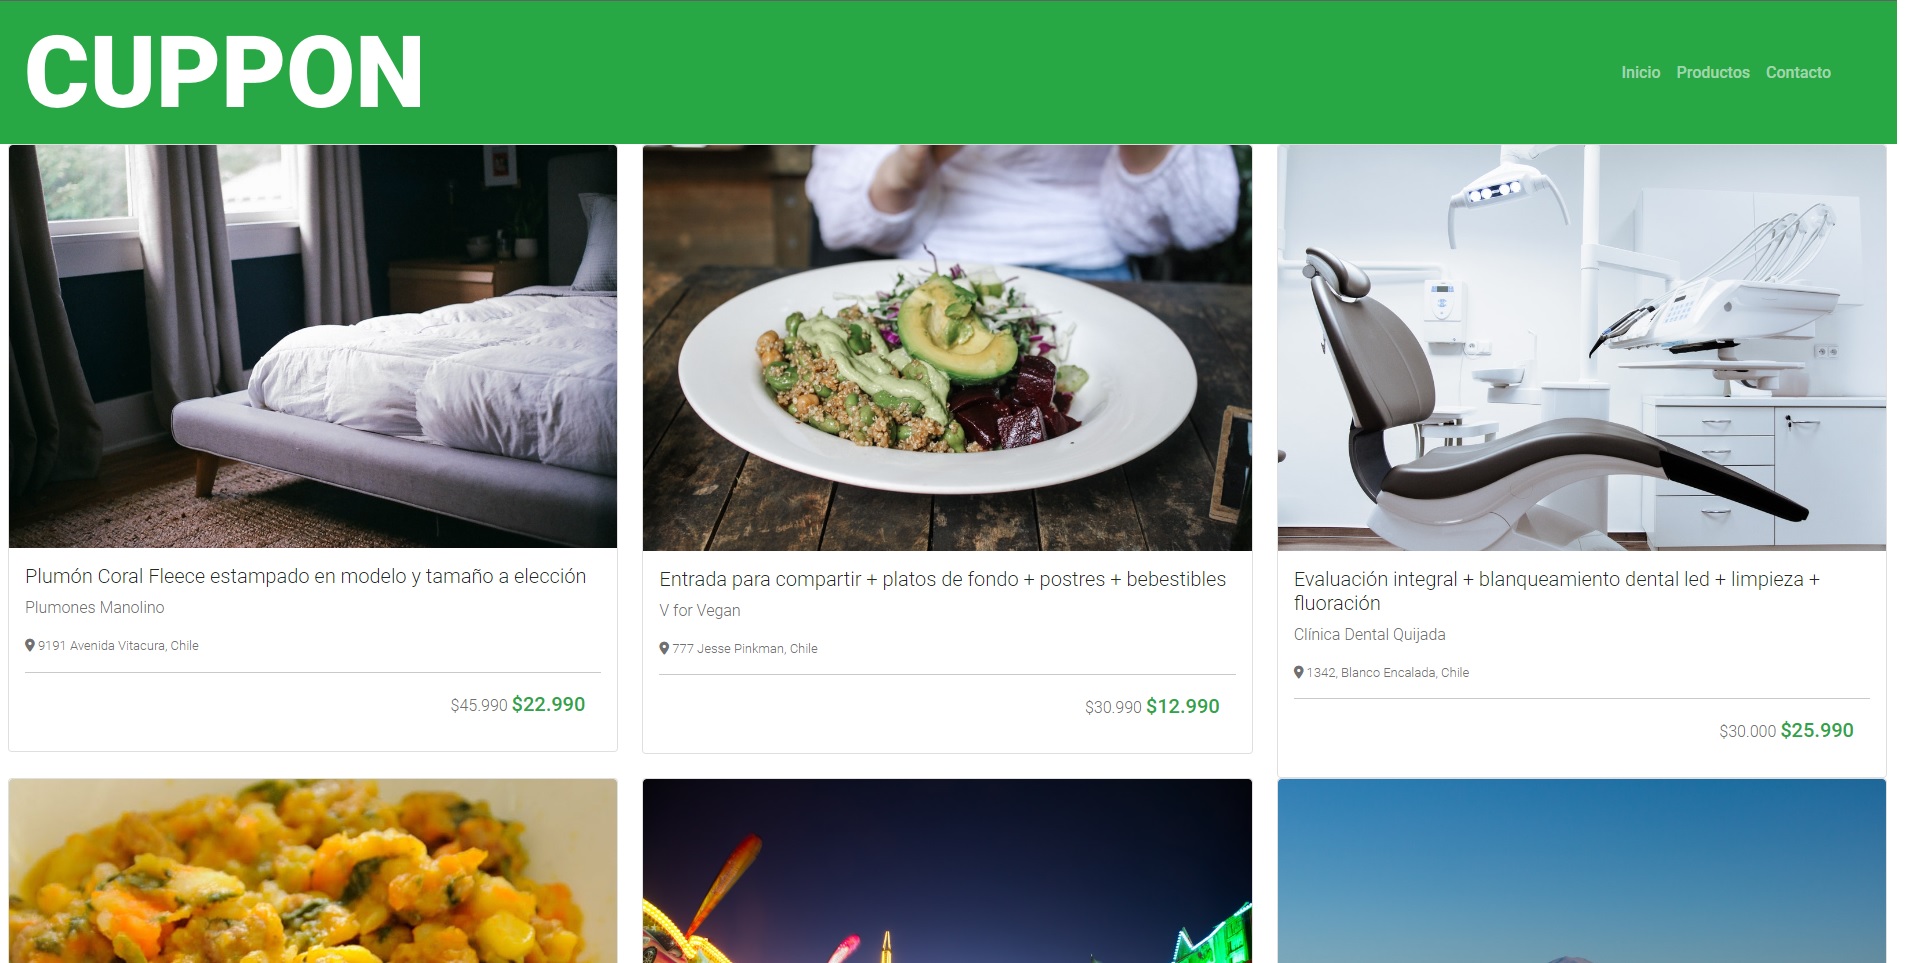 CUPPON
Inicio Productos Contacto
Plumón Coral Fleece estampado en modelo y tamaño a elección
Plumones Manolino
9191 Avenida Vitacura, Chile
$45.990 $22.990
Entrada para compartir + platos de fondo + postres + bebestibles
V for Vegan
777 Jesse Pinkman, Chile
$30.990 $12.990
Evaluación integral + blanqueamiento dental led + limpieza +
fluoración
Clínica Dental Quijada
1342, Blanco Encalada, Chile
$30.000 $25.990